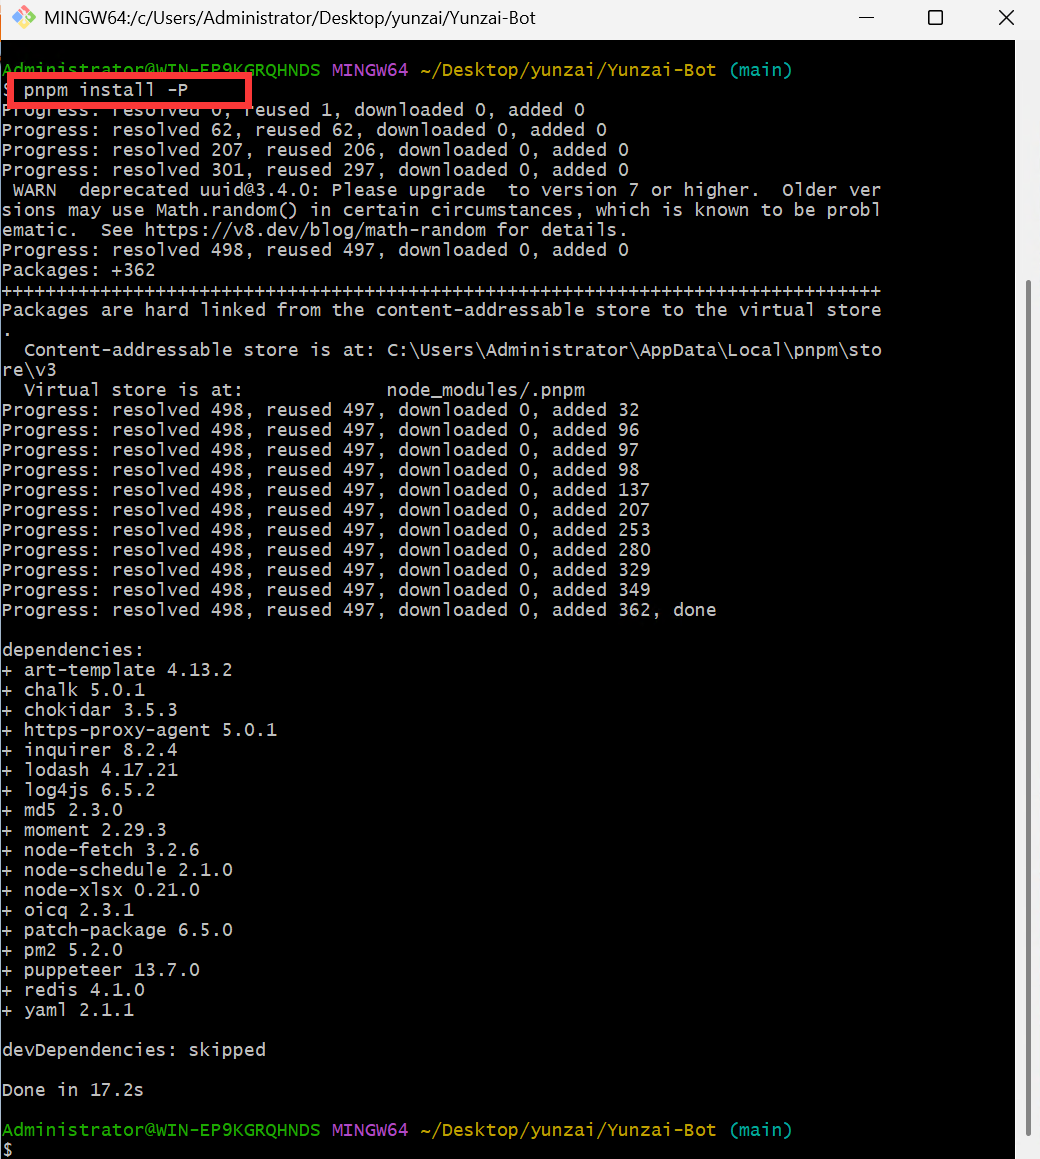 MINGW64:/c/Users/Administrator/Desktop/yunzai/Yunzai-Bot
Administrator@WIN-EP9KGRQHNDS MINGW64 ~/Desktop/yunzai/Yunzai-Bot (main)
$ pnpm install -P
Progress: resolved 0, reused 1, downloaded 0, added 0
Progress: resolved 62, reused 62, downloaded 0, added 0
Progress: resolved 207, reused 206, downloaded 0, added 0
Progress: resolved 301, reused 297, downloaded 0, added 0
 WARN  deprecated uuid@3.4.0: Please upgrade  to version 7 or higher.  Older ver
sions may use Math.random() in certain circumstances, which is known to be probl
ematic.  See https://v8.dev/blog/math-random for details.
Progress: resolved 498, reused 497, downloaded 0, added 0
Packages: +362
++++++++++++++++++++++++++++++++++++++++++++++++++++++++++++++++++++++++++++++++
Packages are hard linked from the content-addressable store to the virtual store
.
  Content-addressable store is at: C:\Users\Administrator\AppData\Local\pnpm\sto
re\v3
  Virtual store is at:             node_modules/.pnpm
Progress: resolved 498, reused 497, downloaded 0, added 32
Progress: resolved 498, reused 497, downloaded 0, added 96
Progress: resolved 498, reused 497, downloaded 0, added 97
Progress: resolved 498, reused 497, downloaded 0, added 98
Progress: resolved 498, reused 497, downloaded 0, added 137
Progress: resolved 498, reused 497, downloaded 0, added 207
Progress: resolved 498, reused 497, downloaded 0, added 253
Progress: resolved 498, reused 497, downloaded 0, added 280
Progress: resolved 498, reused 497, downloaded 0, added 329
Progress: resolved 498, reused 497, downloaded 0, added 349
Progress: resolved 498, reused 497, downloaded 0, added 362, done
dependencies:
+ art-template 4.13.2
+ chalk 5.0.1
+ chokidar 3.5.3
+ https-proxy-agent 5.0.1
+ inquirer 8.2.4
+ lodash 4.17.21
+ log4js 6.5.2
+ md5 2.3.0
+ moment 2.29.3
+ node-fetch 3.2.6
+ node-schedule 2.1.0
+ node-xlsx 0.21.0
+ oicq 2.3.1
+ patch-package 6.5.0
+ pm2 5.2.0
+ puppeteer 13.7.0
+ redis 4.1.0
+ yaml 2.1.1
devDependencies: skipped
Done in 17.2s
Administrator@WIN-EP9KGRQHNDS MINGW64 ~/Desktop/yunzai/Yunzai-Bot (main)
$